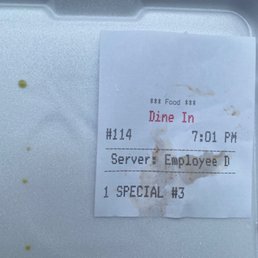 *** Food ***
Dine In
#114 7:01 PM
Server: Employee D
1 SPECIAL #3